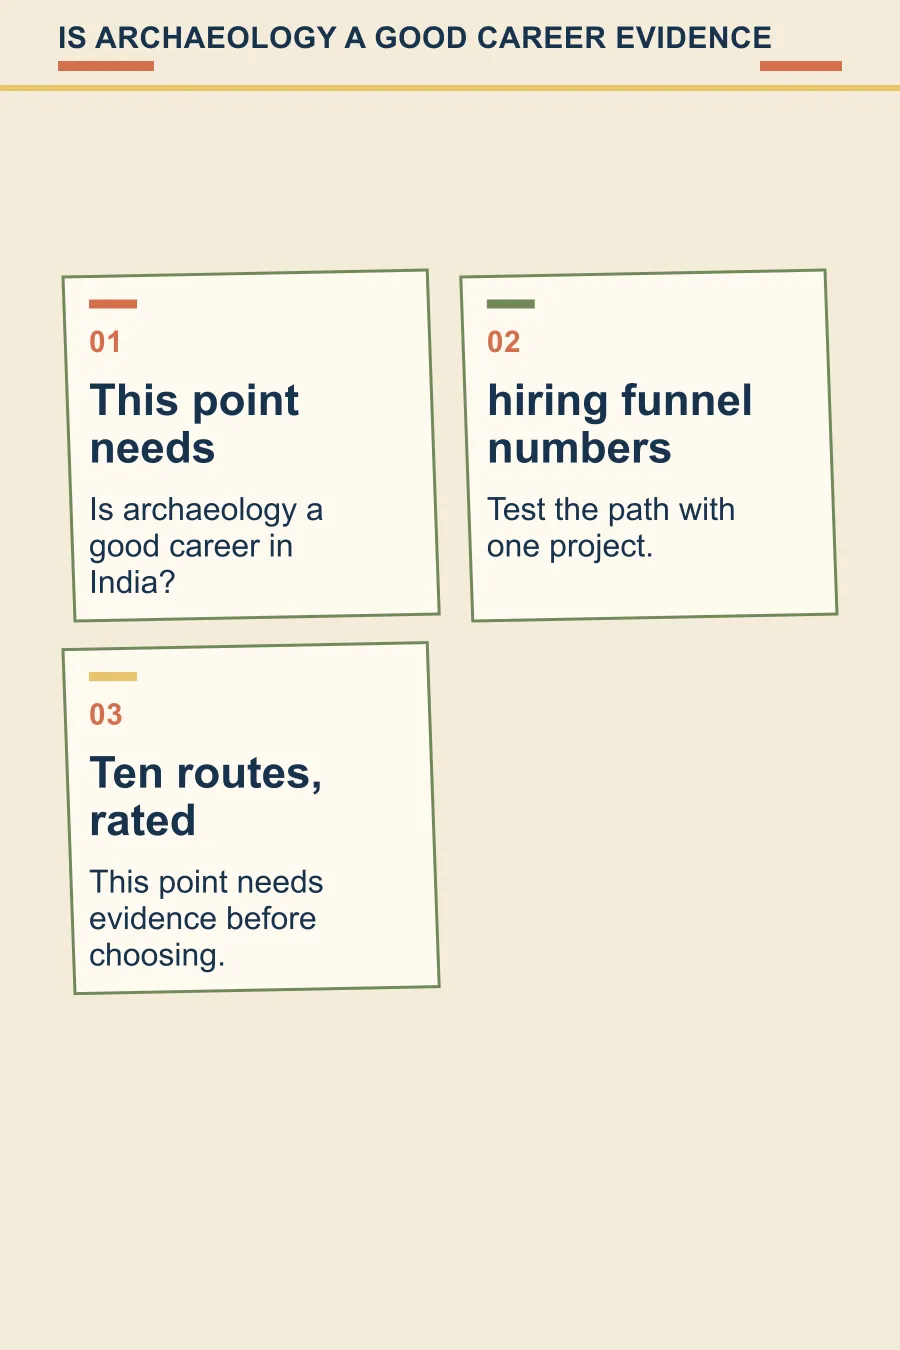 IS ARCHAEOLOGY A GOOD CAREER EVIDENCE
01
This point
needs
Is archaeology a
good career in
India?
02
hiring funnel
numbers
Test the path with
one project.
03
Ten routes,
rated
This point needs
evidence before
choosing.